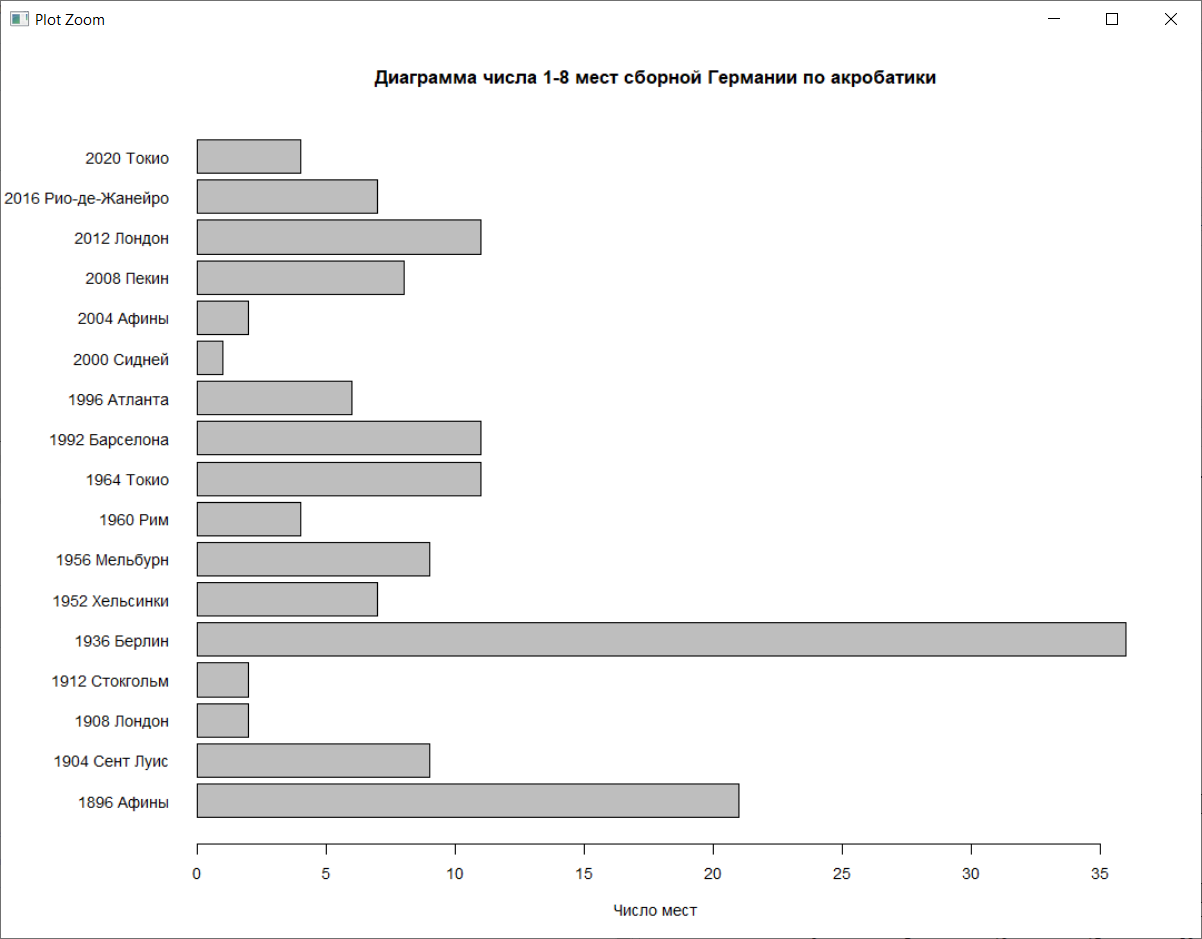 Plot Zoom
Диаграмма числа 1-8 мест сборной Германии по акробатики
2020 Токио
2016 Рио-де-Жанейро
2012 Лондон
2008 Пекин
2004 Афины
2000 Сидней
1996 Атланта
1992 Барселона
1964 Токио
1960 Рим
1956 Мельбурн
1952 Хельсинки
1936 Берлин
1912 Стокгольм
1908 Лондон
1904 Сент Луис
1896 Афины
0 5 10 15 20 25 30 35
Число мест